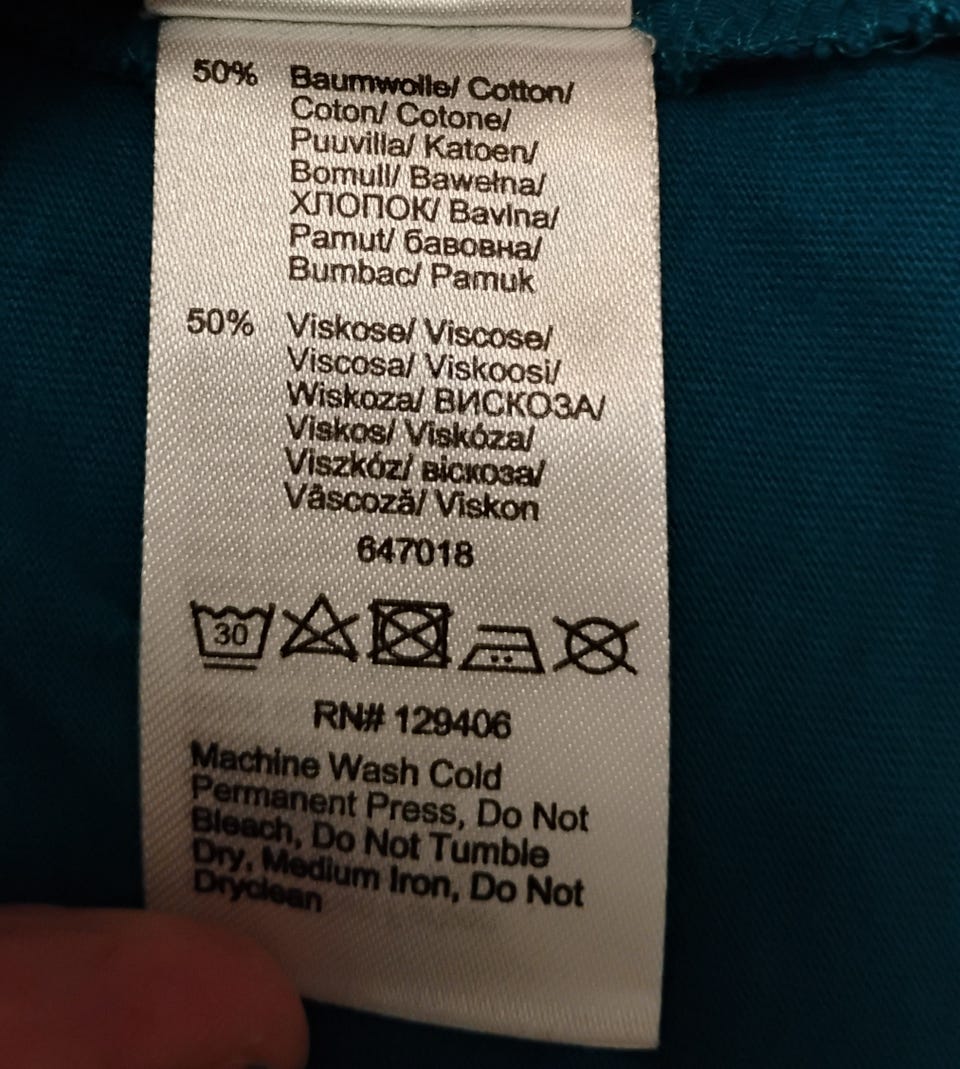 50% Baumwolle/ Cotton/
Coton/ Cotone/
Puuvilla/ Katoen/
Bomull/ Bawełna/
ХЛОПОК/ Bavlna/
Pamut/ бавовна/
Bumbac/ Pamuk
50% Viskose/ Viscose/
Viscosa/ Viskoosi/
Wiskoza/ ВИСКОЗА/
Viskos/ Viskóza/
Viszkóz/ віскоза/
Vâscoză/ Viskon
647018
30
RN# 129406
Machine Wash Cold
Permanent Press, Do Not
Bleach, Do Not Tumble
Dry, Medium Iron, Do Not
Dryclean